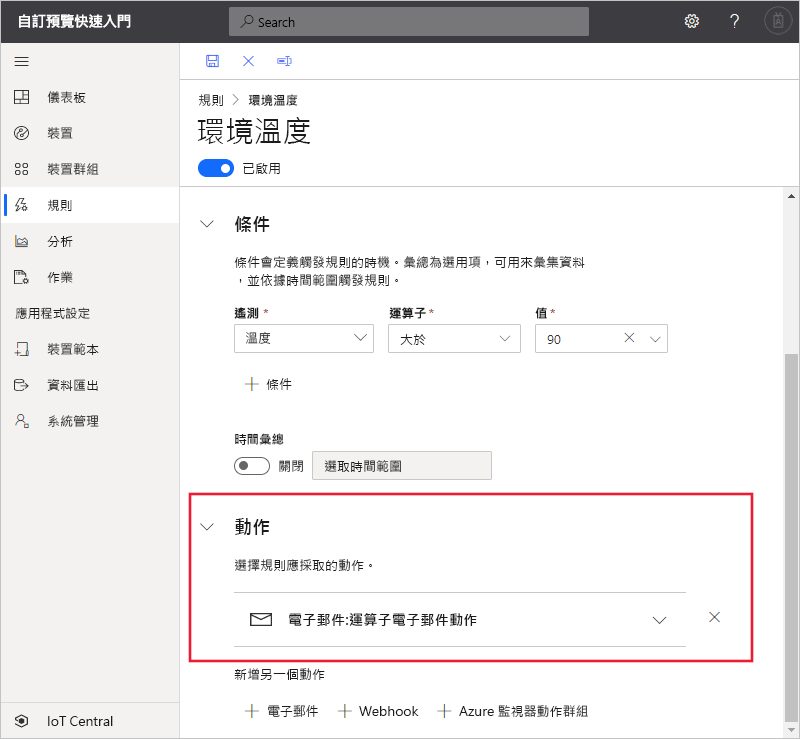 自訂預覽快速入門
Search
?
儀表板
裝置
裝置群組
規則
分析
作業
應用程式設定
裝置範本
資料匯出
系統管理
IoT Central
規則 > 環境溫度
環境溫度
已啟用
條件
條件會定義觸發規則的時機。彙總為選用項，可用來彙集資料
，並依據時間範圍觸發規則。
遙測 * 運算子 * 值 *
溫度 大於 90
條件
時間彙總
關閉 選取時間範圍
動作
選擇規則應採取的動作。
電子郵件:運算子電子郵件動作
新增另一個動作
電子郵件 Webhook Azure 監視器動作群組